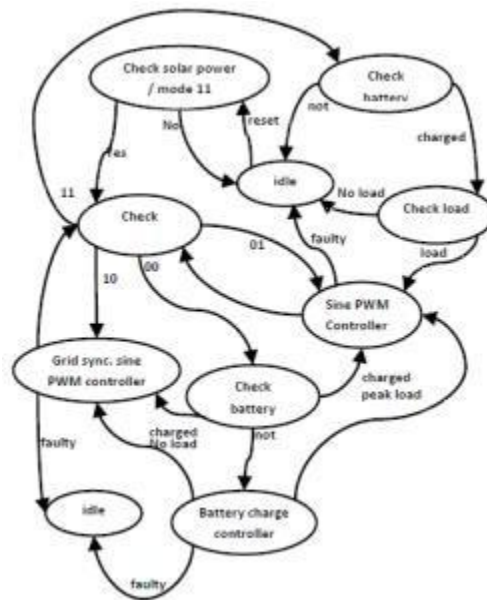 Check solar power
/ mode 11
Check
battery
No
reset
not
charged
Yes
idle
11
No load
Check load
Check
01
faulty
load
00
10
Sine PWM
Controller
Grid sync. sine
PWM controller
Check
battery
charged
peak load
charged
No load
faulty
not
idle
Battery charge
controller
faulty